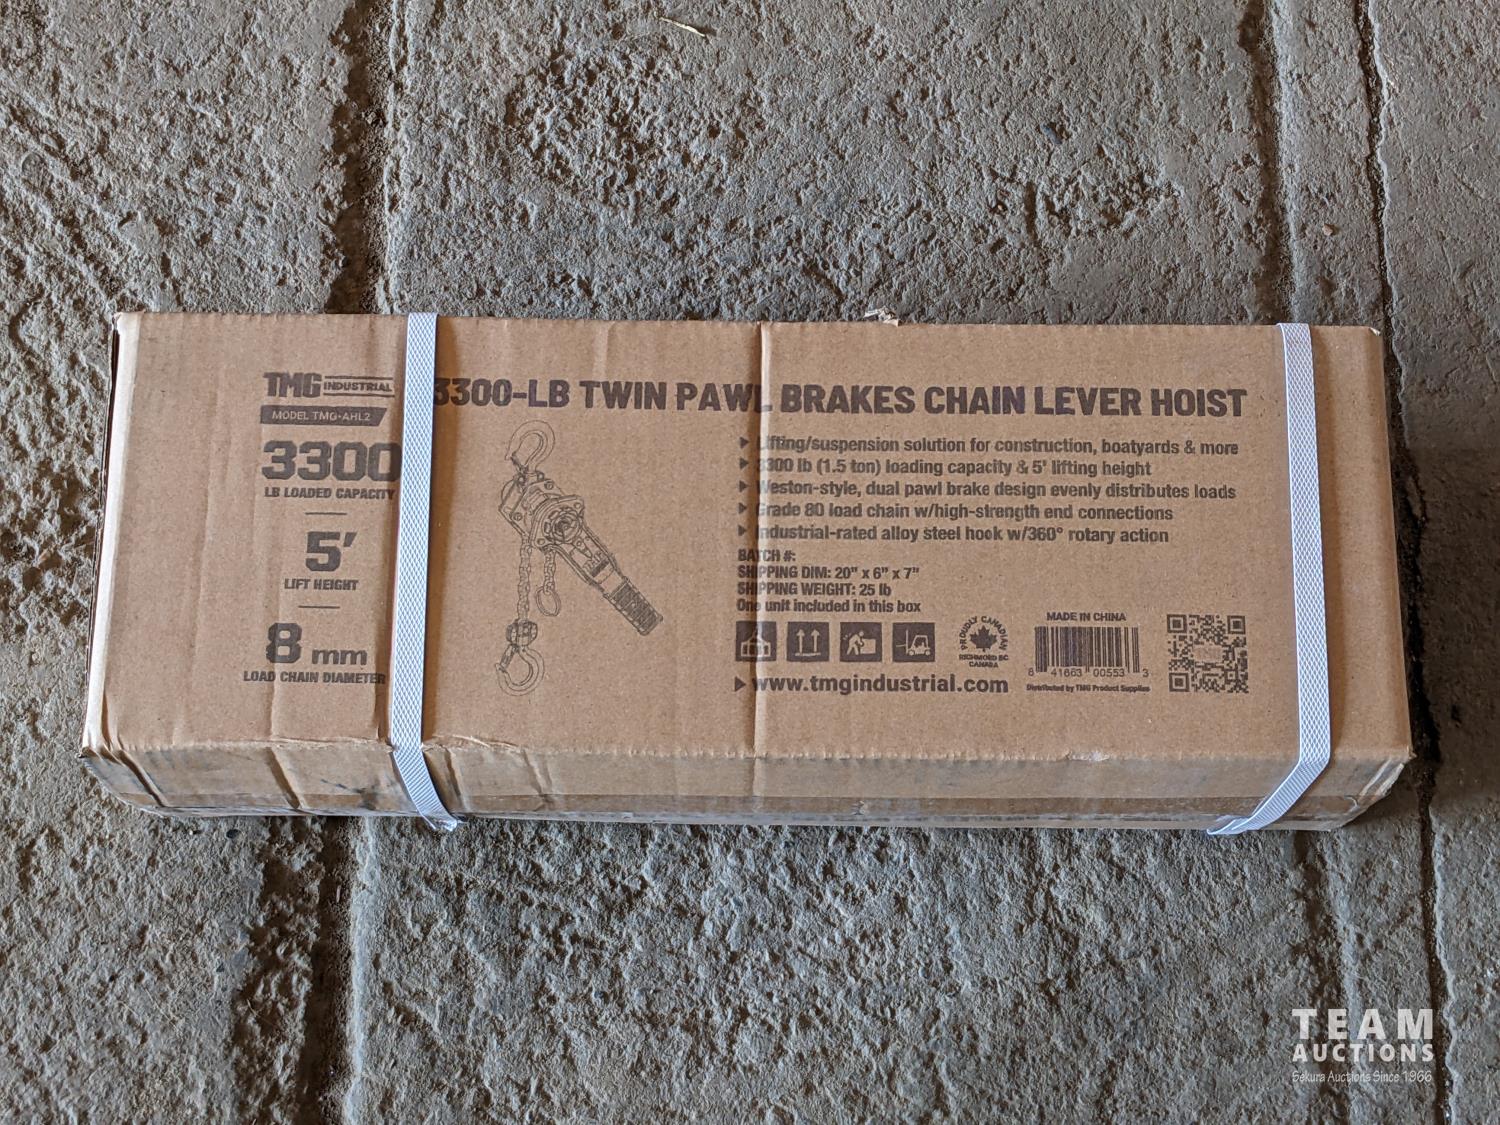 TMG INDUSTRIAL
MODEL TMG-AHL2
3300
LB LOADED CAPACITY
5'
LIFT HEIGHT
8 mm
LOAD CHAIN DIAMETER
3300-LB TWIN PAWL BRAKES CHAIN LEVER HOIST
Lifting/suspension solution for construction, boatyards & more
3300 lb (1.5 ton) loading capacity & 5' lifting height
Weston-style, dual pawl brake design evenly distributes loads
Grade 80 load chain w/high-strength end connections
Industrial-rated alloy steel hook w/360° rotary action
BATCH #:
SHIPPING DIM: 20" x 6" x 7"
SHIPPING WEIGHT: 25 lb
One unit included in this box
PROUDLY CANADIAN
RICHMOND BC
CANADA
MADE IN CHINA
8 41663 00553 3
Distributed by TMG Product Supplies
www.tmgindustrial.com
TEAM
AUCTIONS
Sekura Auctions Since 1966